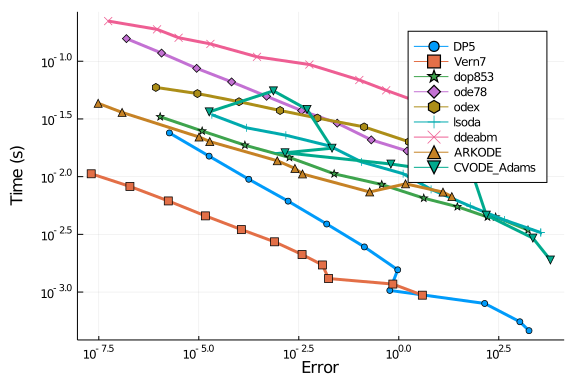 10^-1.0
10^-1.5
10^-2.0
10^-2.5
10^-3.0
Time (s)
DP5
Vern7
dop853
ode78
odex
lsoda
ddeabm
ARKODE
CVODE_Adams
10^-7.5 10^-5.0 10^-2.5 10^0.0 10^2.5
Error